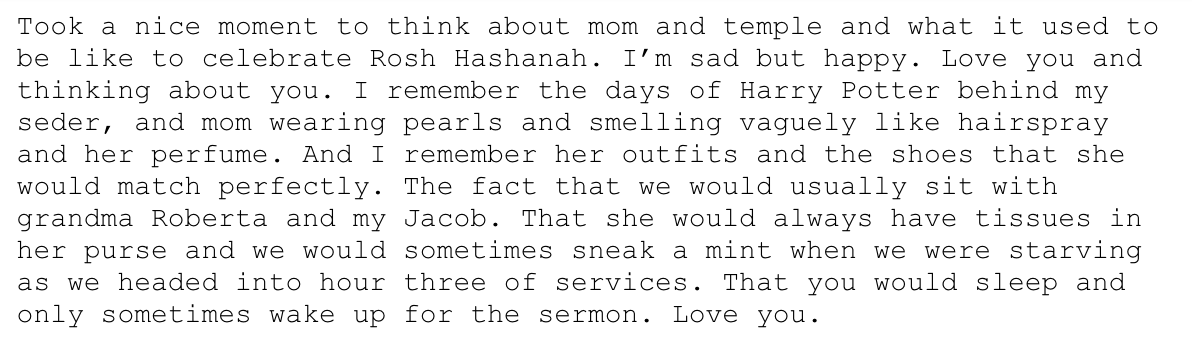 Took a nice moment to think about mom and temple and what it used to
be like to celebrate Rosh Hashanah. I’m sad but happy. Love you and
thinking about you. I remember the days of Harry Potter behind my
seder, and mom wearing pearls and smelling vaguely like hairspray
and her perfume. And I remember her outfits and the shoes that she
would match perfectly. The fact that we would usually sit with
grandma Roberta and my Jacob. That she would always have tissues in
her purse and we would sometimes sneak a mint when we were starving
as we headed into hour three of services. That you would sleep and
only sometimes wake up for the sermon. Love you.